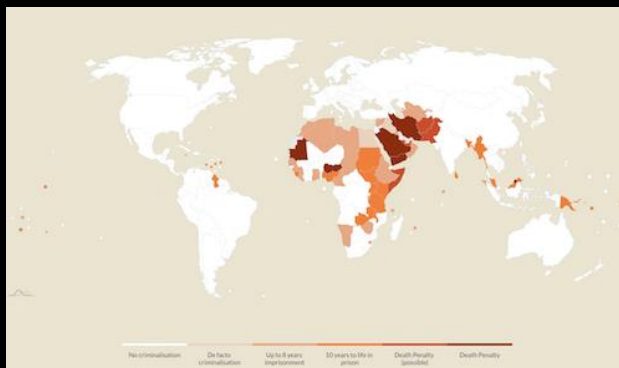 No criminalisation
De facto
criminalisation
Up to 8 years
imprisonment
10 years to life in
prison
Death Penalty
(possible)
Death Penalty